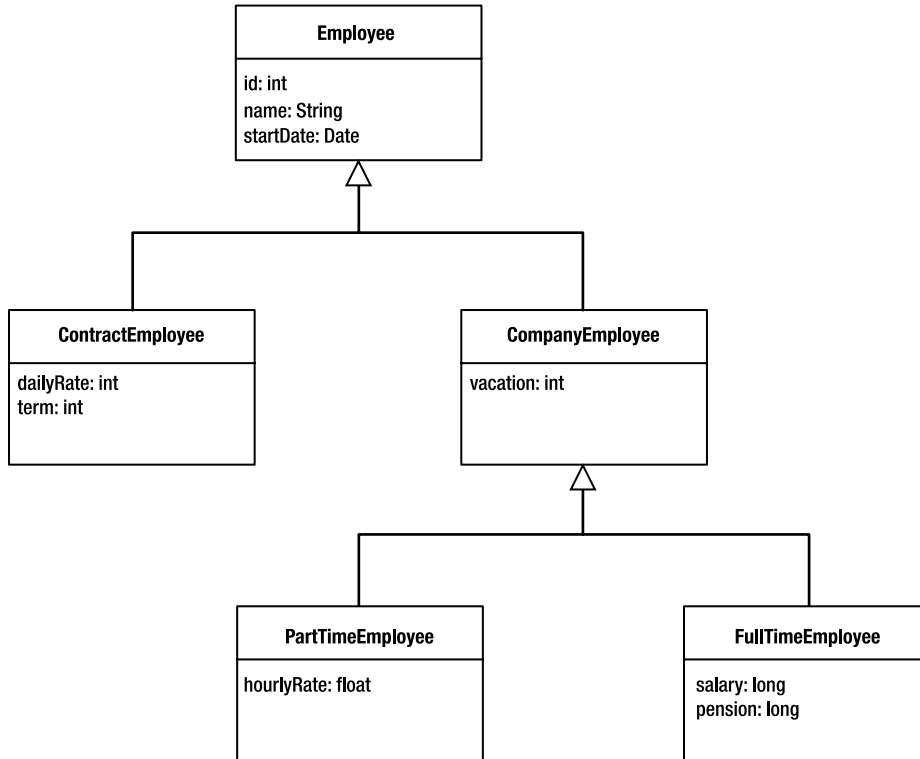 Employee
id: int
name: String
startDate: Date
ContractEmployee
dailyRate: int
term: int
CompanyEmployee
vacation: int
PartTimeEmployee
hourlyRate: float
FullTimeEmployee
salary: long
pension: long